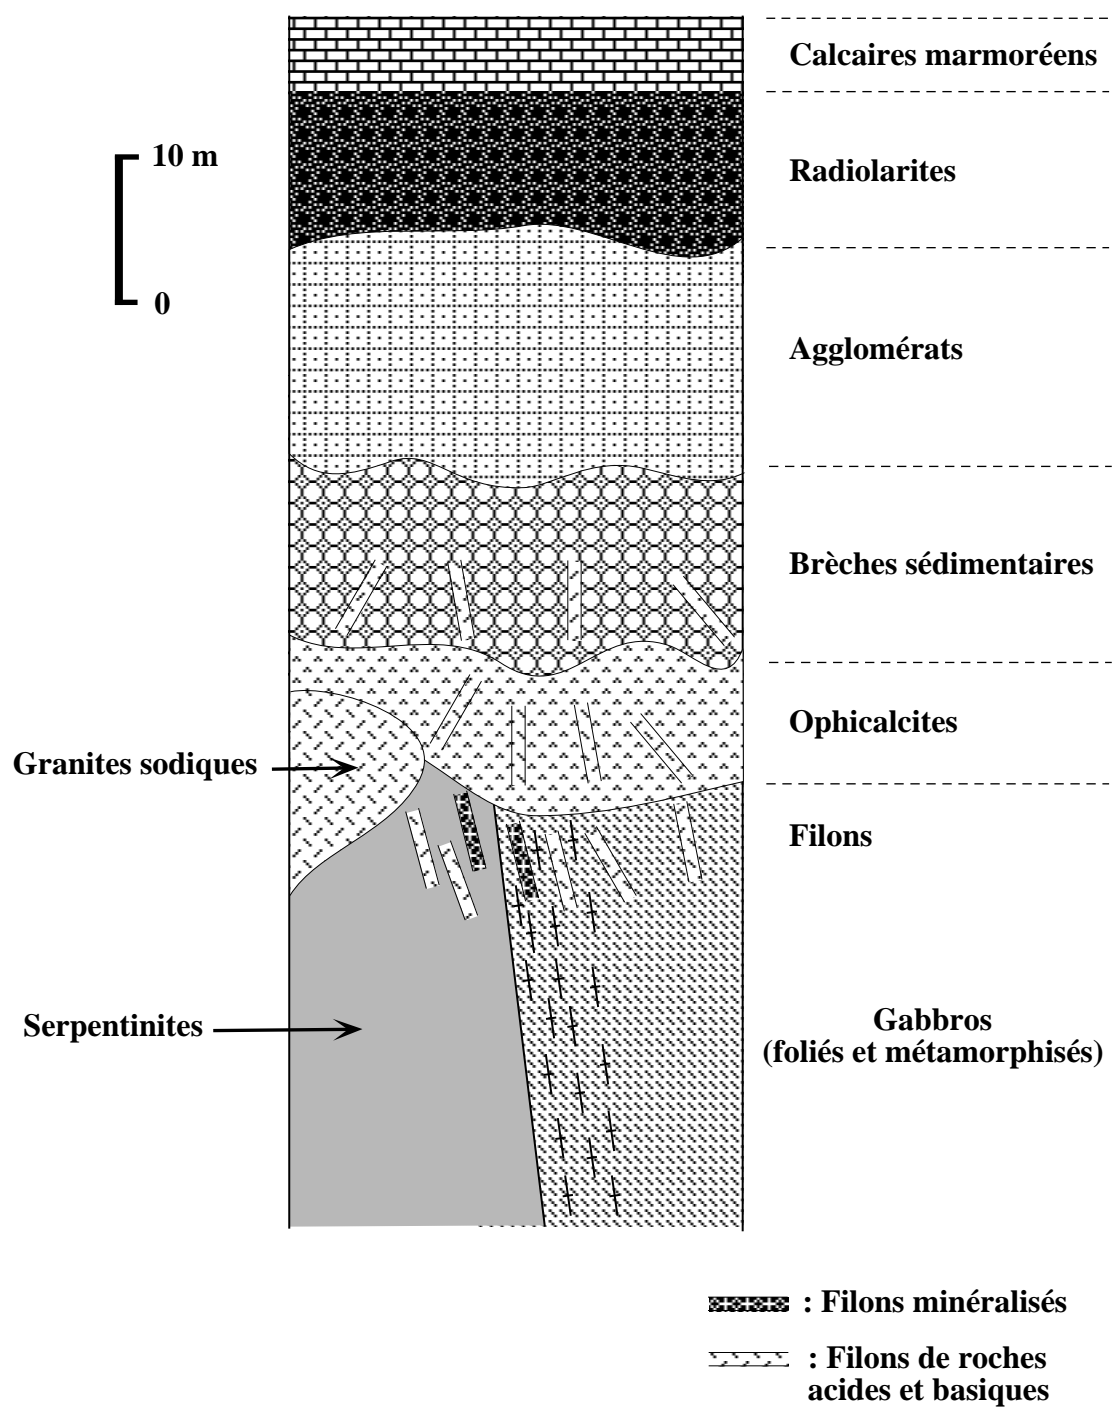 Calcaires marmoréens
10 m
Radiolarites
0
Agglomérats
Brèches sédimentaires
Ophicalcites
Granites sodiques
Filons
Serpentinites
Gabbros
(foliés et métamorphisés)
: Filons minéralisés
: Filons de roches
acides et basiques